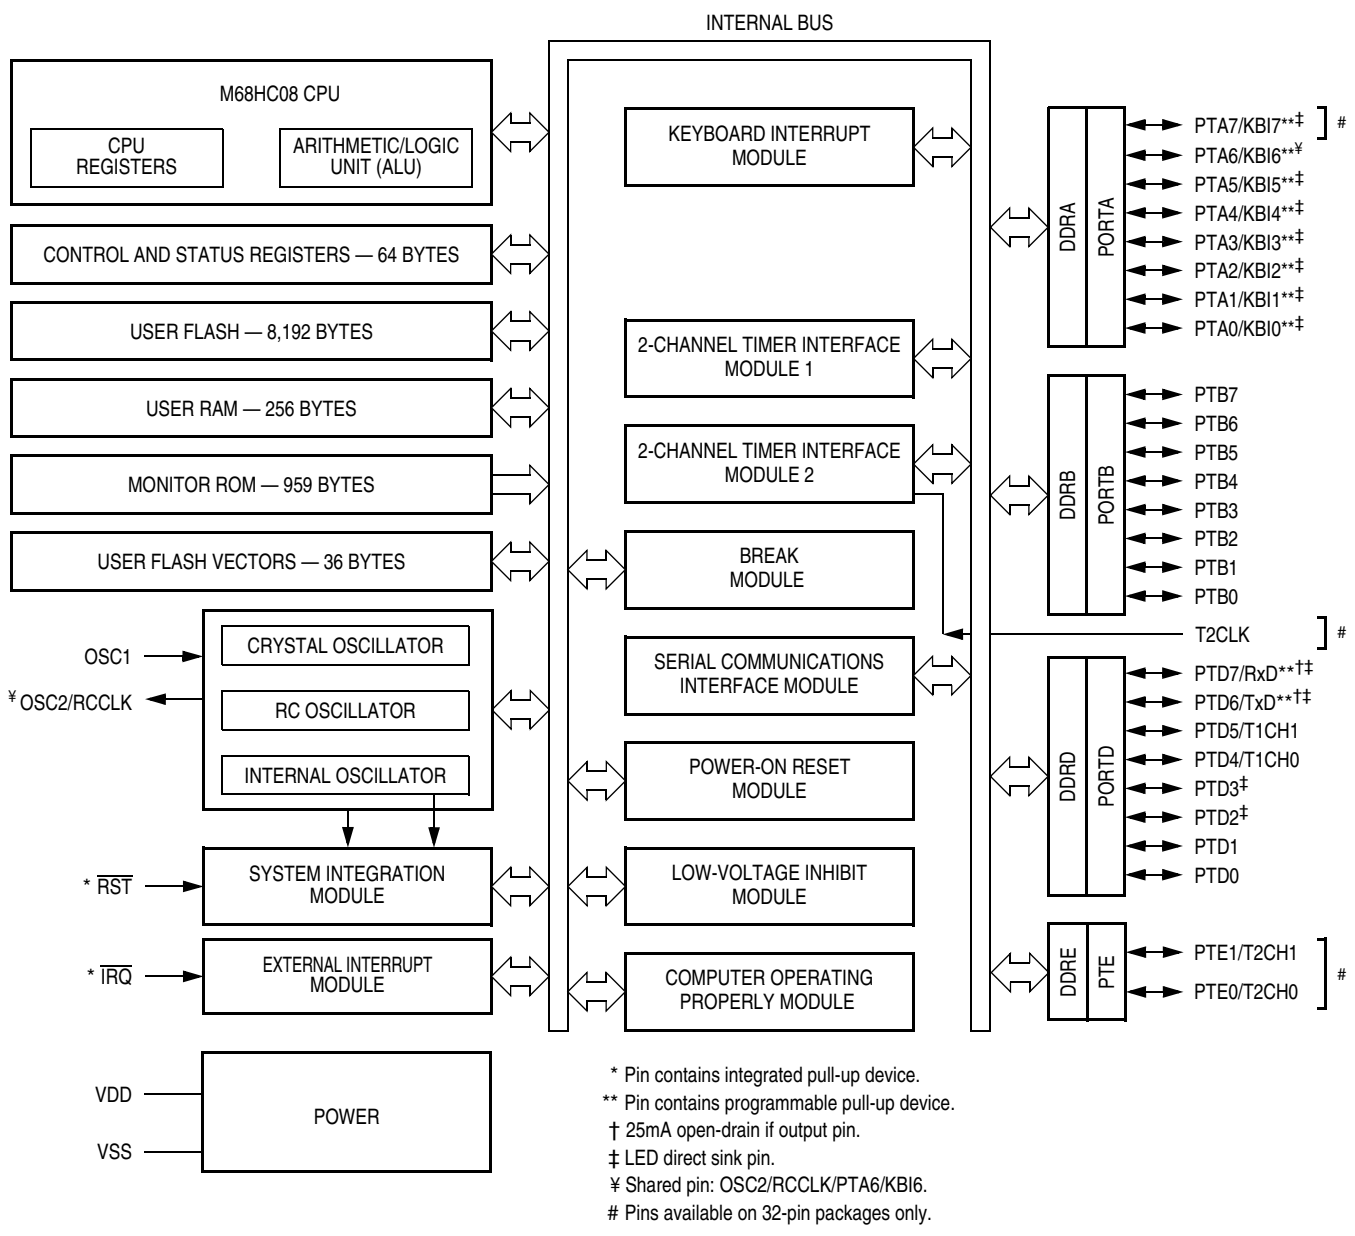 INTERNAL BUS
M68HC08 CPU
CPU
REGISTERS
ARITHMETIC/LOGIC
UNIT (ALU)
CONTROL AND STATUS REGISTERS — 64 BYTES
USER FLASH — 8,192 BYTES
USER RAM — 256 BYTES
MONITOR ROM — 959 BYTES
USER FLASH VECTORS — 36 BYTES
OSC1
¥ OSC2/RCCLK
CRYSTAL OSCILLATOR
RC OSCILLATOR
INTERNAL OSCILLATOR
* RST
SYSTEM INTEGRATION
MODULE
* IRQ
EXTERNAL INTERRUPT
MODULE
VDD
VSS
POWER
KEYBOARD INTERRUPT
MODULE
2-CHANNEL TIMER INTERFACE
MODULE 1
2-CHANNEL TIMER INTERFACE
MODULE 2
BREAK
MODULE
SERIAL COMMUNICATIONS
INTERFACE MODULE
POWER-ON RESET
MODULE
LOW-VOLTAGE INHIBIT
MODULE
COMPUTER OPERATING
PROPERLY MODULE
DDRA
PORTA
PTA7/KBI7**‡
#
PTA6/KBI6**¥
PTA5/KBI5**‡
PTA4/KBI4**‡
PTA3/KBI3**‡
PTA2/KBI2**‡
PTA1/KBI1**‡
PTA0/KBI0**‡
DDRB
PORTB
PTB7
PTB6
PTB5
PTB4
PTB3
PTB2
PTB1
PTB0
T2CLK
#
DDRD
PORTD
PTD7/RxD**†‡
PTD6/TxD**†‡
PTD5/T1CH1
PTD4/T1CH0
PTD3‡
PTD2‡
PTD1
PTD0
DDRE
PTE
PTE1/T2CH1
PTE0/T2CH0
#
* Pin contains integrated pull-up device.
** Pin contains programmable pull-up device.
† 25mA open-drain if output pin.
‡ LED direct sink pin.
¥ Shared pin: OSC2/RCCLK/PTA6/KBI6.
# Pins available on 32-pin packages only.